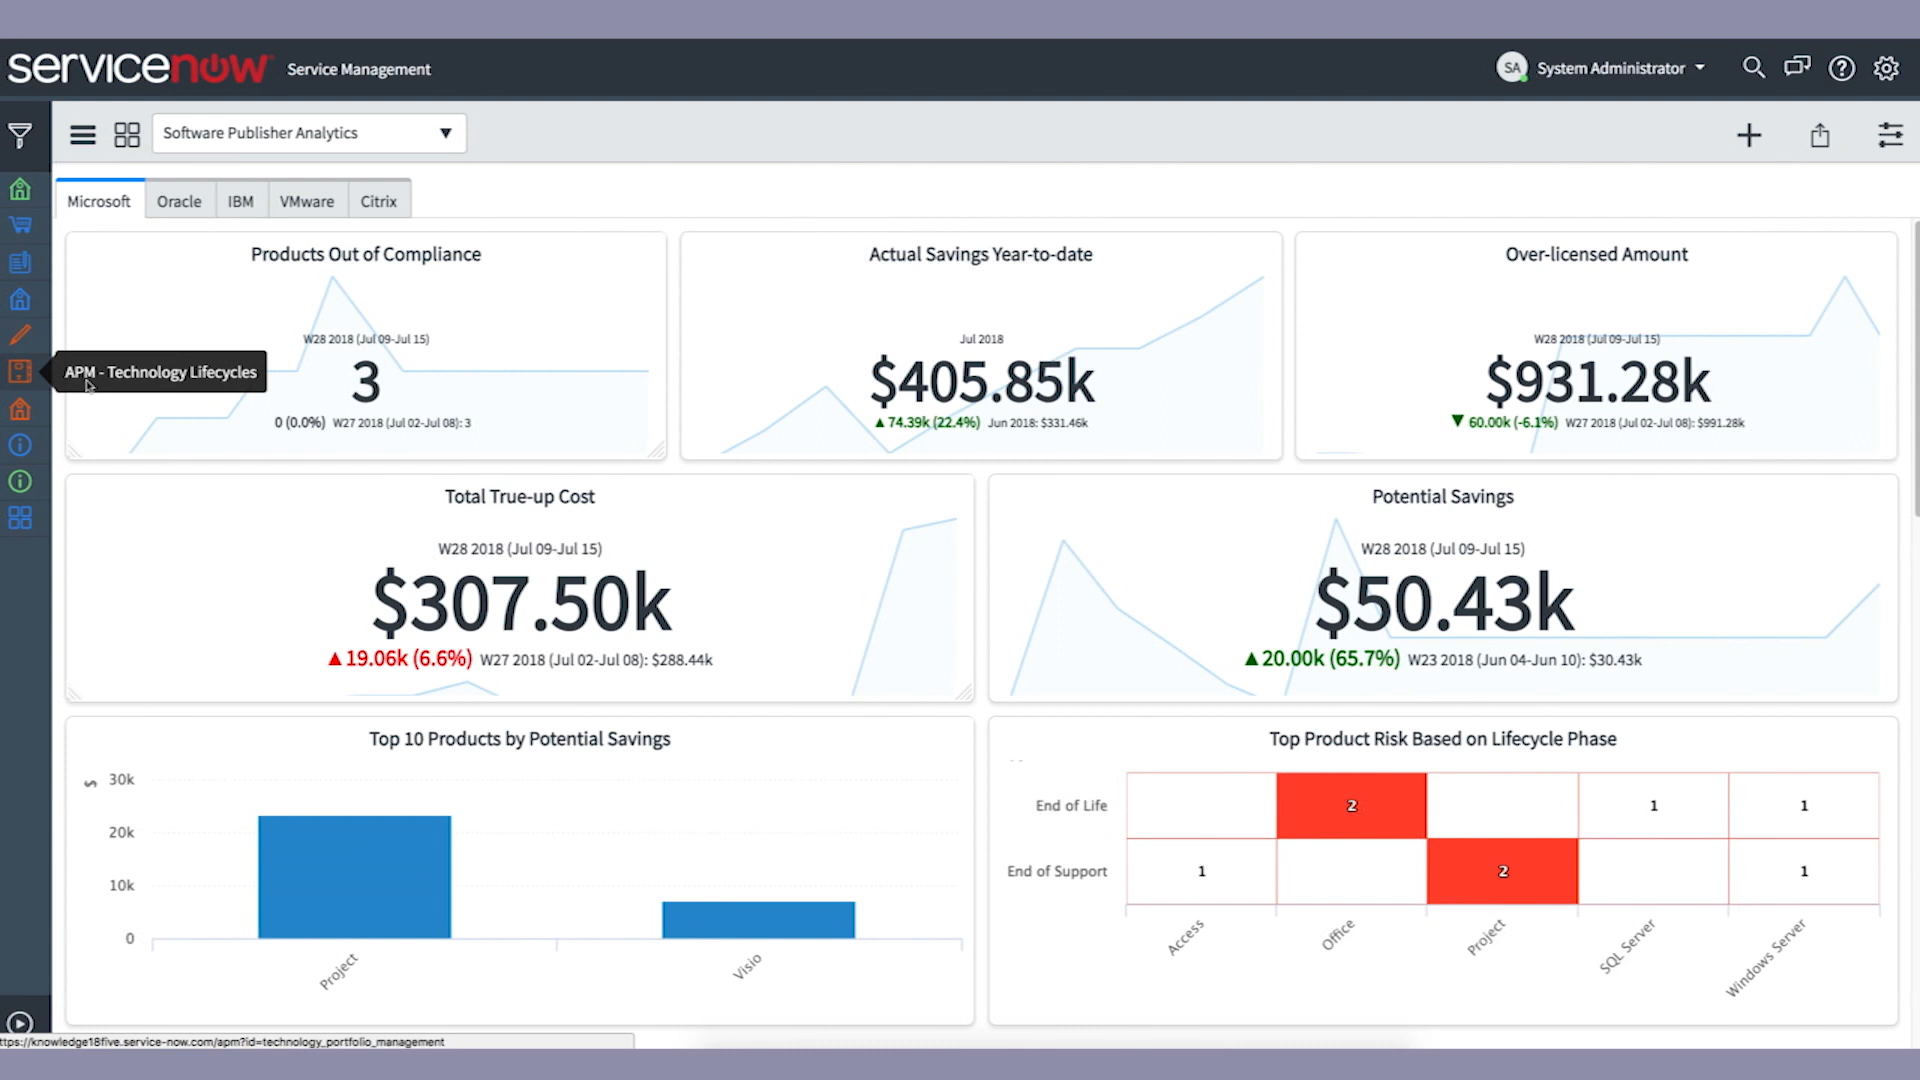 servicenow Service Management
SA System Administrator
Software Publisher Analytics
Microsoft Oracle IBM VMware Citrix
Products Out of Compliance
W28 2018 (Jul 09-Jul 15)
3
0 (0.0%) W27 2018 (Jul 02-Jul 08): 3
APM - Technology Lifecycles
Actual Savings Year-to-date
Jul 2018
$405.85k
▲74.39k (22.4%) Jun 2018: $331.46k
Over-licensed Amount
W28 2018 (Jul 09-Jul 15)
$931.28k
▼ 60.00k (-6.1%) W27 2018 (Jul 02-Jul 08): $991.28k
Total True-up Cost
W28 2018 (Jul 09-Jul 15)
$307.50k
▲19.06k (6.6%) W27 2018 (Jul 02-Jul 08): $288.44k
Potential Savings
W28 2018 (Jul 09-Jul 15)
$50.43k
▲20.00k (65.7%) W23 2018 (Jun 04-Jun 10): $30.43k
Top 10 Products by Potential Savings
$
30k
20k
10k
0
Project
Visio
Top Product Risk Based on Lifecycle Phase
End of Life 2 1 1
End of Support 1 2 1
Access
Office
Project
SQL Server
Windows Server
ttps://knowledge18five.service-now.com/apm?id=technology_portfolio_management